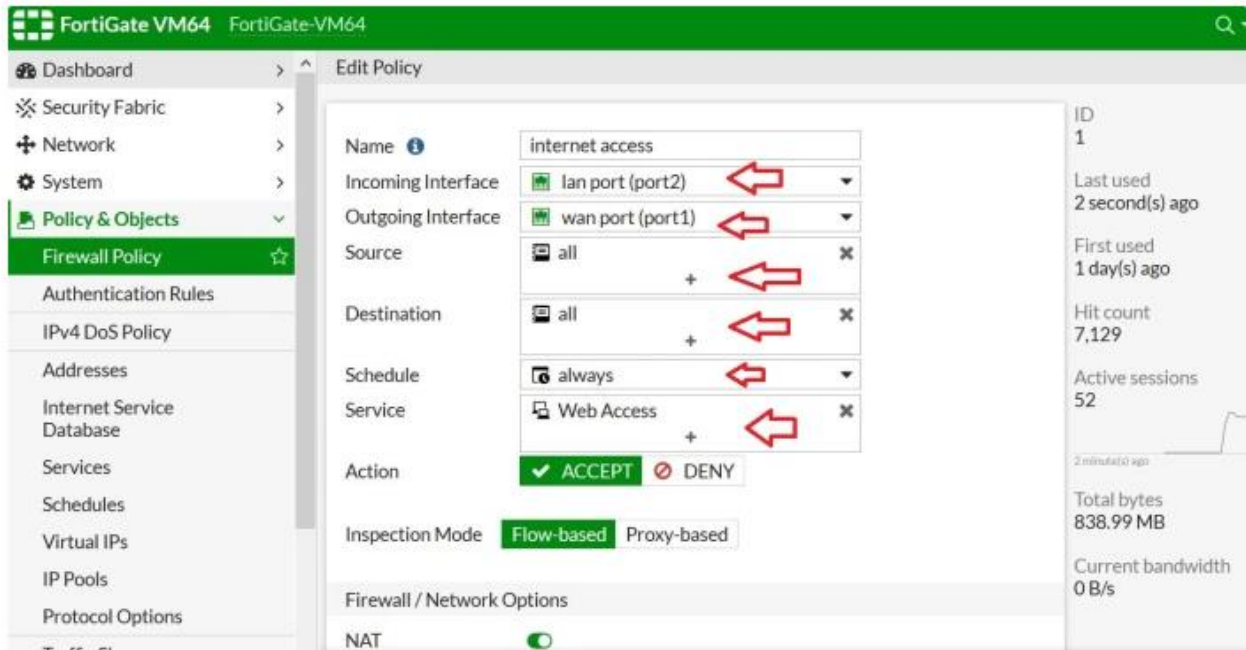 FortiGate VM64 FortiGate-VM64
Dashboard
Security Fabric
Network
System
Policy & Objects
Firewall Policy
Authentication Rules
IPv4 DoS Policy
Addresses
Internet Service
Database
Services
Schedules
Virtual IPs
IP Pools
Protocol Options
Edit Policy
Name internet access
Incoming Interface lan port (port2)
Outgoing Interface wan port (port1)
Source all
+
Destination all
+
Schedule always
Service Web Access
+
Action ACCEPT DENY
Inspection Mode Flow-based Proxy-based
Firewall / Network Options
NAT
ID
1
Last used
2 second(s) ago
First used
1 day(s) ago
Hit count
7,129
Active sessions
52
2 minute(s) ago
Total bytes
838.99 MB
Current bandwidth
0 B/s